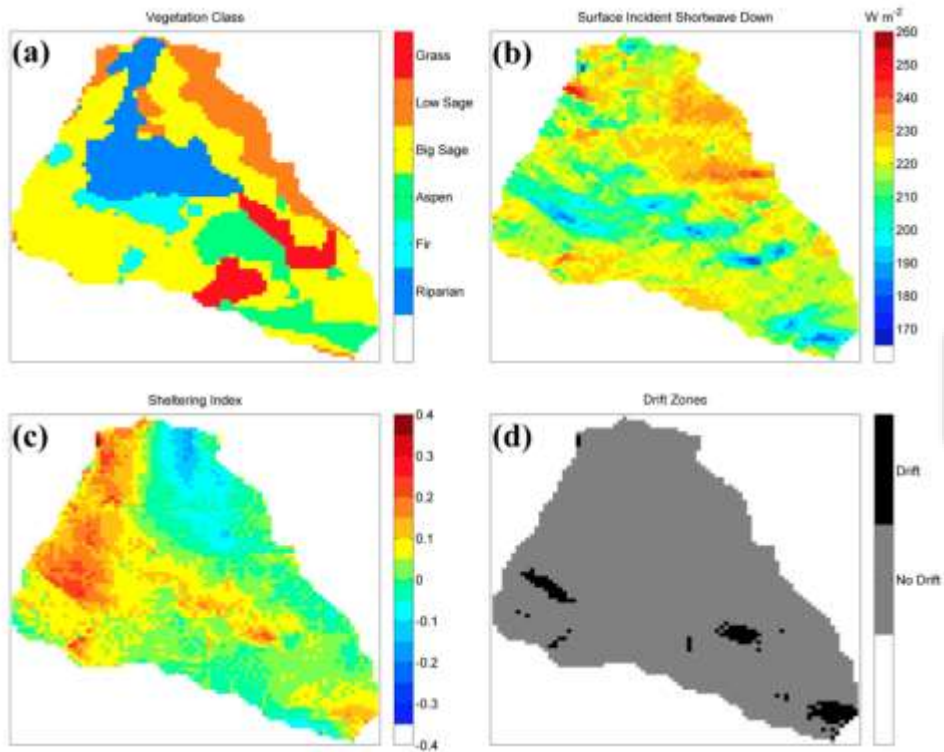 Vegetation Class
(a)
Grass
Low Sage
Big Sage
Aspen
Fir
Riparian
Surface Incident Shortwave Down
W m-2
(b)
260
250
240
230
220
210
200
190
180
170
Sheltering Index
(c)
0.4
0.3
0.2
0.1
0
-0.1
-0.2
-0.3
-0.4
Drift Zones
(d)
Drift
No Drift